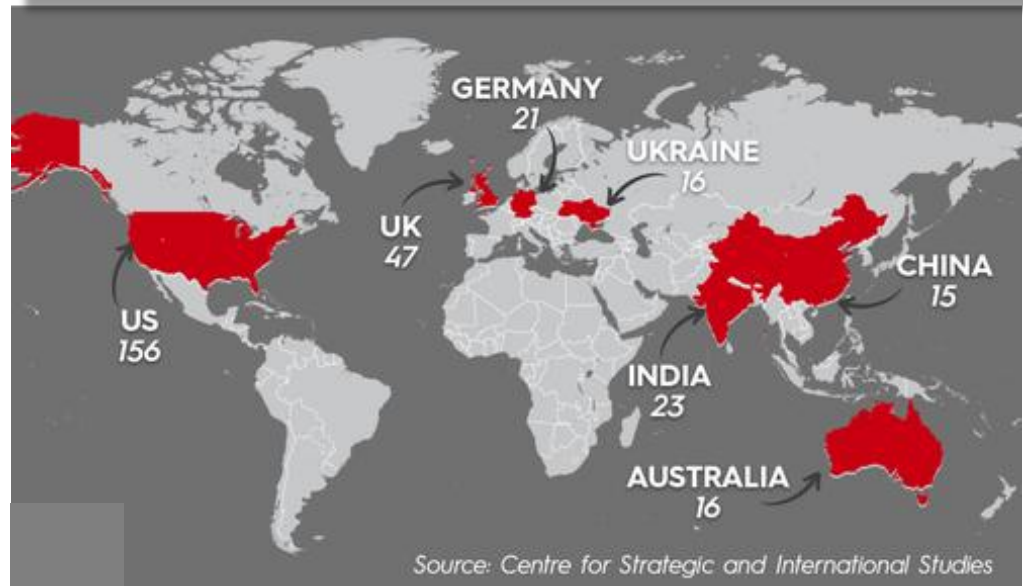 GERMANY
21
UKRAINE
16
UK
47
CHINA
15
US
156
INDIA
23
AUSTRALIA
16
Source: Centre for Strategic and International Studies